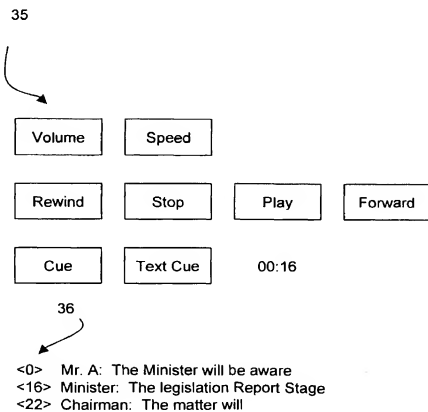 35
Volume Speed
Rewind Stop Play Forward
Cue Text Cue 00:16
36
<0> Mr. A: The Minister will be aware
<16> Minister: The legislation Report Stage
<22> Chairman: The matter will